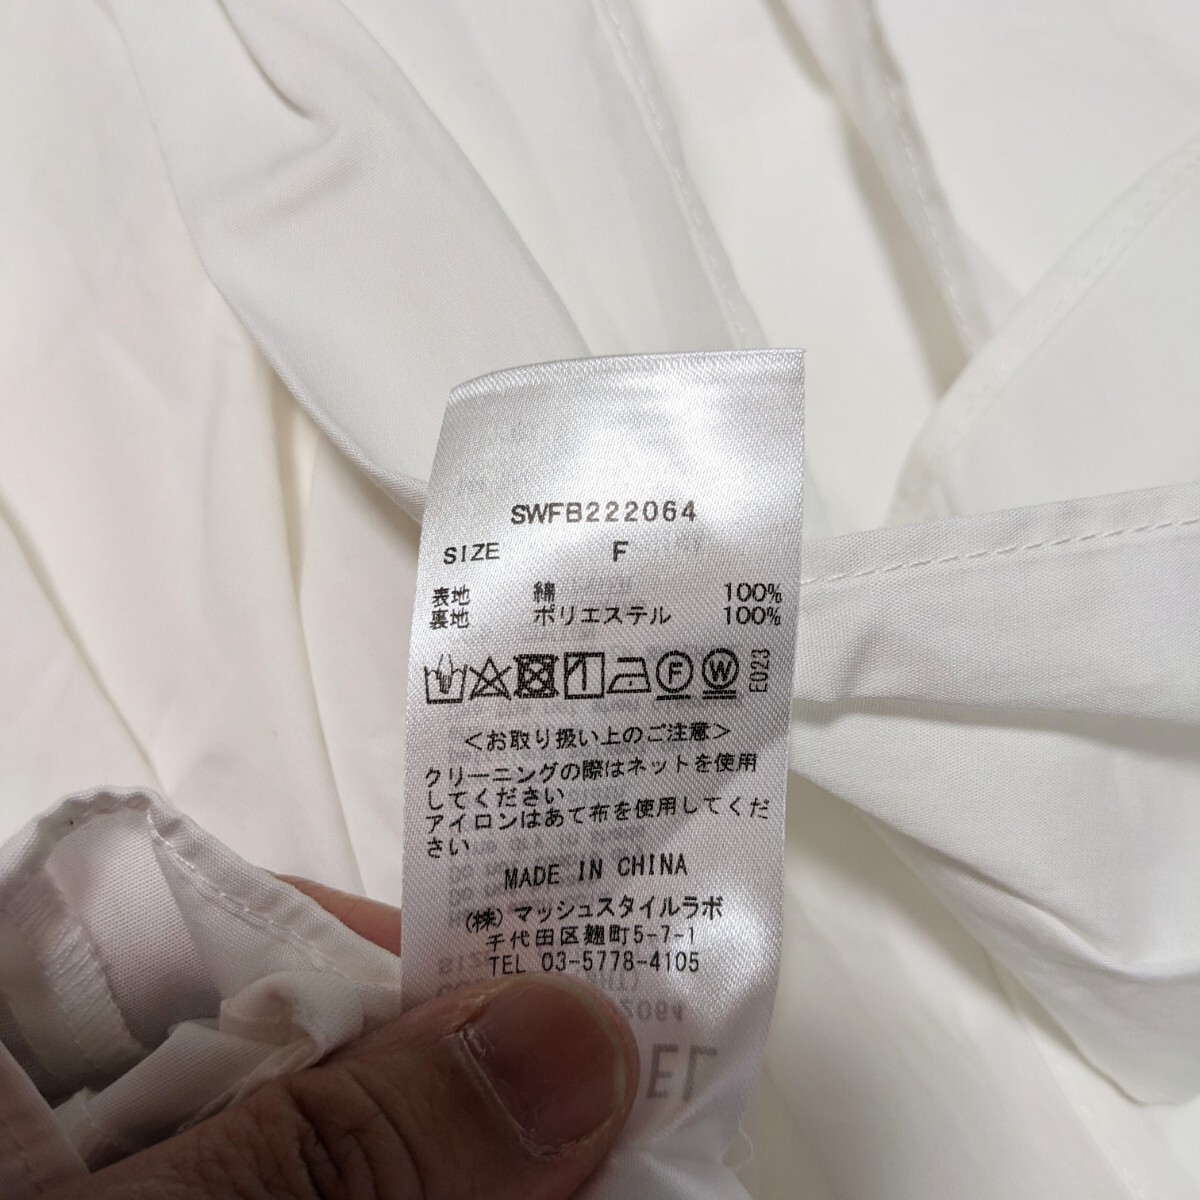 SWFB222064
SIZE F
表地 綿 100%
裏地 ポリエステル 100%
F W E023
<お取り扱い上のご注意>
クリーニングの際はネットを使用
してください
アイロンはあて布を使用してくだ
さい
MADE IN CHINA
(株)マッシュスタイルラボ
千代田区麹町5-7-1
TEL 03-5778-4105